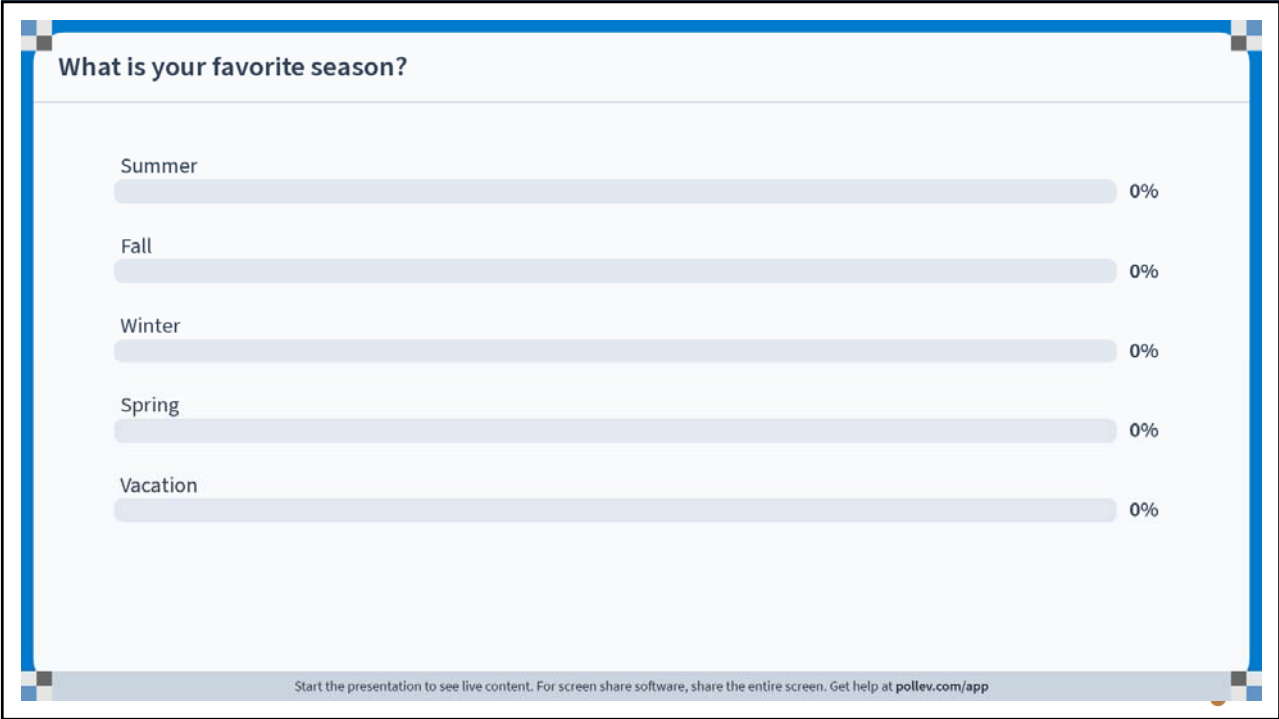 What is your favorite season?
Summer
0%
Fall
0%
Winter
0%
Spring
0%
Vacation
0%
Start the presentation to see live content. For screen share software, share the entire screen. Get help at pollev.com/app